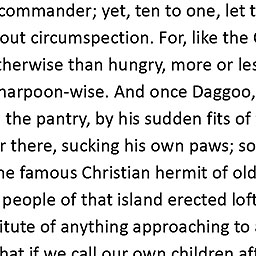 commander; yet, ten to one, let t
out circumspection. For, like the
therwise than hungry, more or les
harpoon-wise. And once Daggoo,
the pantry, by his sudden fits of
r there, sucking his own paws; so
he famous Christian hermit of old
people of that island erected loft
itute of anything approaching to
hat if we call our own children aft